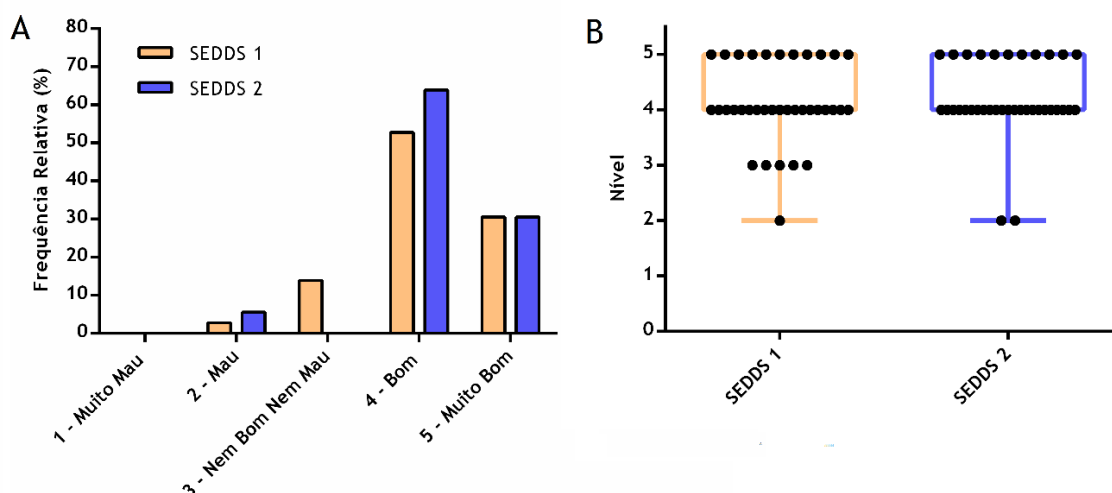 A
SEDDS 1
SEDDS 2
Frequência Relativa (%)
80
70
60
50
40
30
20
10
0
1 - Muito Mau
2 - Mau
3 - Nem Bom Nem Mau
4 - Bom
5 - Muito Bom
B
Nível
5
4
3
2
1
0
SEDDS 1
SEDDS 2